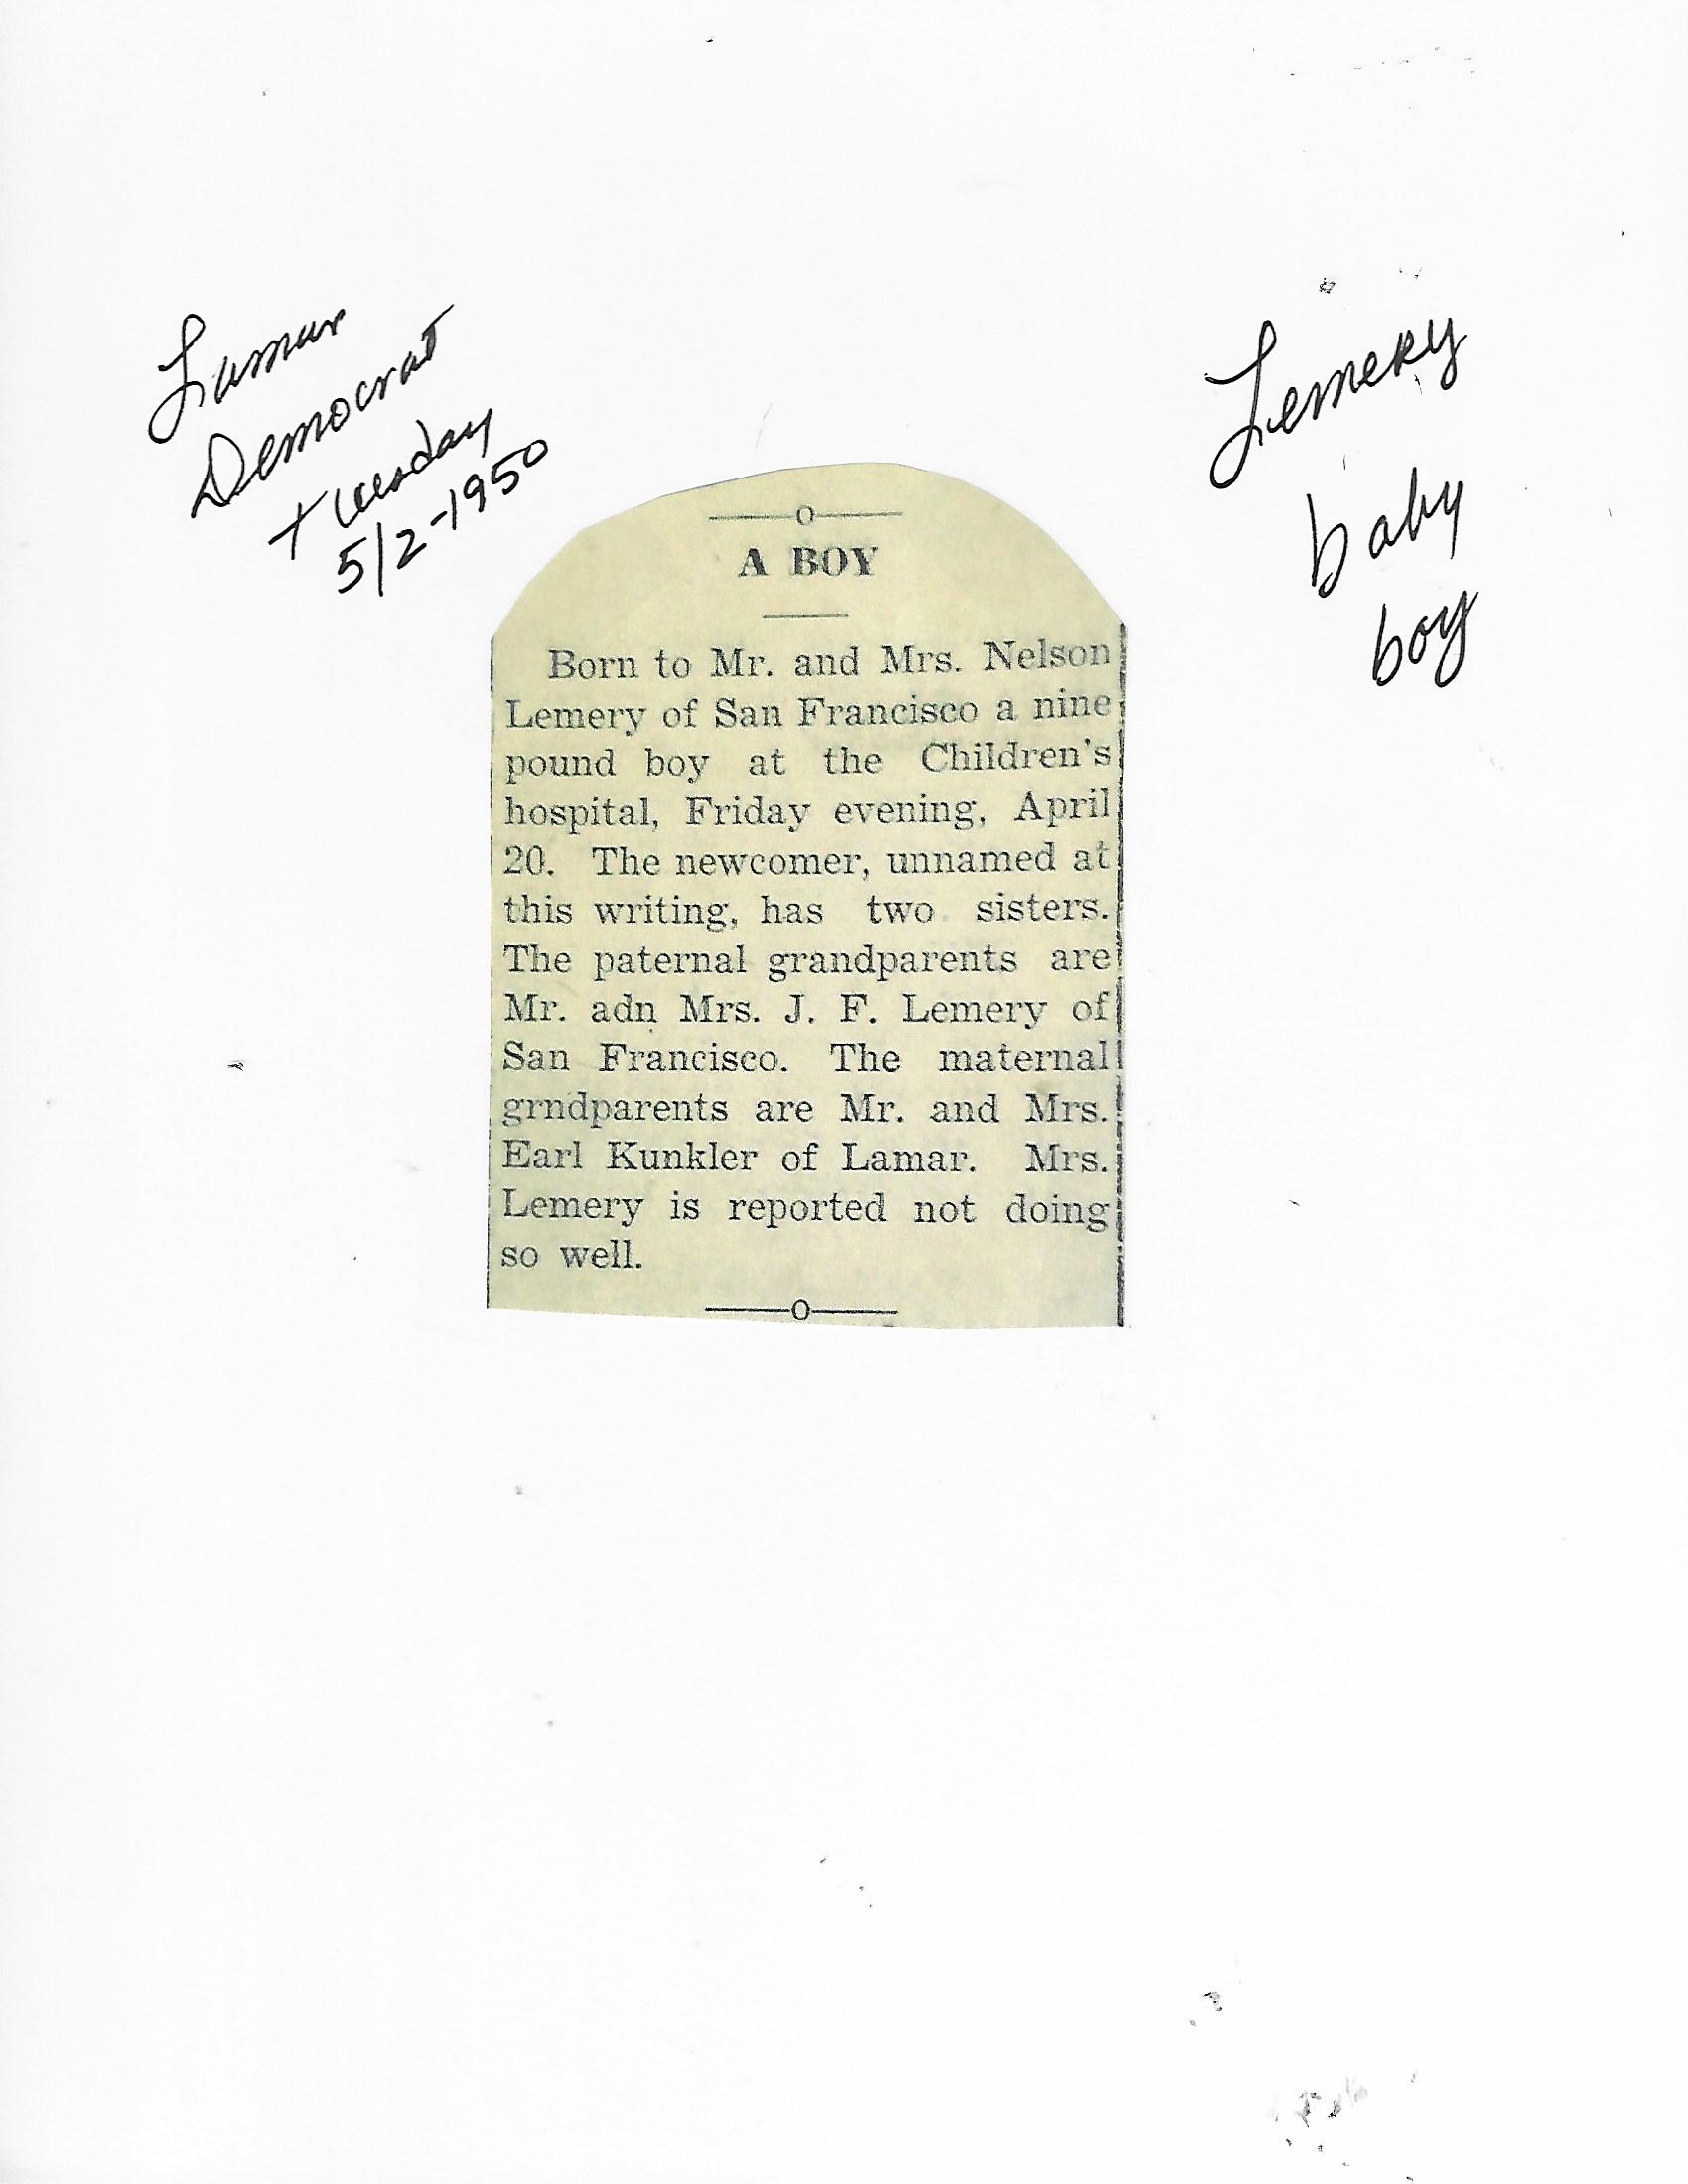 Lamar
Democrat
tuesday
5/2-1950
Lemery
baby
boy
A BOY
Born to Mr. and Mrs. Nelson
Lemery of San Francisco a nine
pound boy at the Children's
hospital, Friday evening, April
20. The newcomer, unnamed at
this writing, has two sisters.
The paternal grandparents are
Mr. adn Mrs. J. F. Lemery of
San Francisco. The maternal
grndparents are Mr. and Mrs.
Earl Kunkler of Lamar. Mrs.
Lemery is reported not doing
so well.